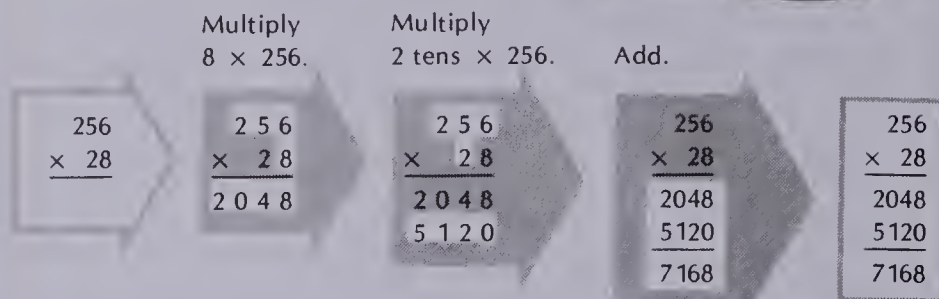 Multiply
8 × 256.
Multiply
2 tens × 256.
Add.
256
× 28
2 5 6
× 2 8
2 0 4 8
2 5 6
× 2 8
2 0 4 8
5 1 2 0
256
× 28
2048
5120
7168
256
× 28
2048
5120
7168